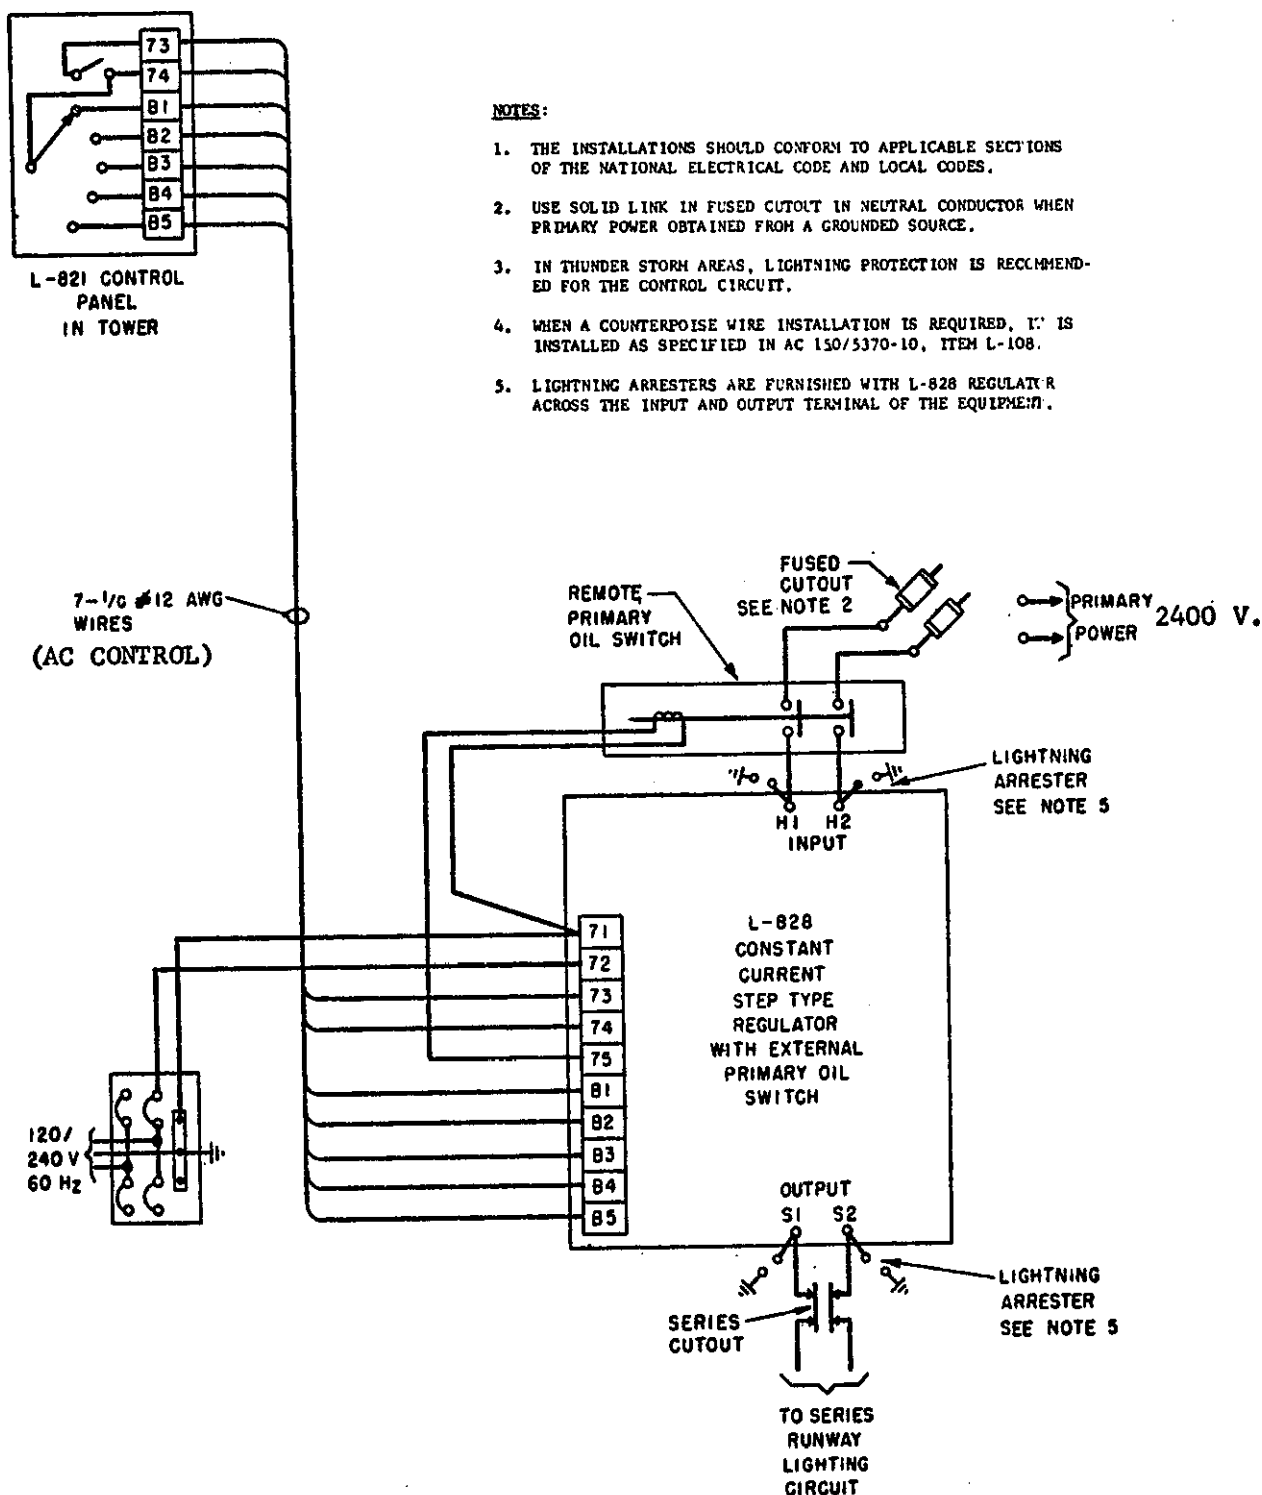 73
74
B1
B2
B3
B4
B5
L-821 CONTROL
PANEL
IN TOWER
NOTES:
1. THE INSTALLATIONS SHOULD CONFORM TO APPLICABLE SECTIONS
OF THE NATIONAL ELECTRICAL CODE AND LOCAL CODES.
2. USE SOLID LINK IN FUSED CUTOUT IN NEUTRAL CONDUCTOR WHEN
PRIMARY POWER OBTAINED FROM A GROUNDED SOURCE.
3. IN THUNDER STORM AREAS, LIGHTNING PROTECTION IS RECOMMEND-
ED FOR THE CONTROL CIRCUIT.
4. WHEN A COUNTERPOISE WIRE INSTALLATION IS REQUIRED, IT IS
INSTALLED AS SPECIFIED IN AC 150/5370-10, ITEM L-108.
5. LIGHTNING ARRESTERS ARE FURNISHED WITH L-828 REGULATOR
ACROSS THE INPUT AND OUTPUT TERMINAL OF THE EQUIPMENT.
7-1/C #12 AWG
WIRES
(AC CONTROL)
REMOTE
PRIMARY
OIL SWITCH
FUSED
CUTOUT
SEE NOTE 2
PRIMARY
POWER
2400 V.
LIGHTNING
ARRESTER
SEE NOTE 5
H1 H2
INPUT
71
72
73
74
75
B1
B2
B3
B4
B5
L-828
CONSTANT
CURRENT
STEP TYPE
REGULATOR
WITH EXTERNAL
PRIMARY OIL
SWITCH
120/
240 V
60 Hz
OUTPUT
S1 S2
LIGHTNING
ARRESTER
SEE NOTE 5
SERIES
CUTOUT
TO SERIES
RUNWAY
LIGHTING
CIRCUIT